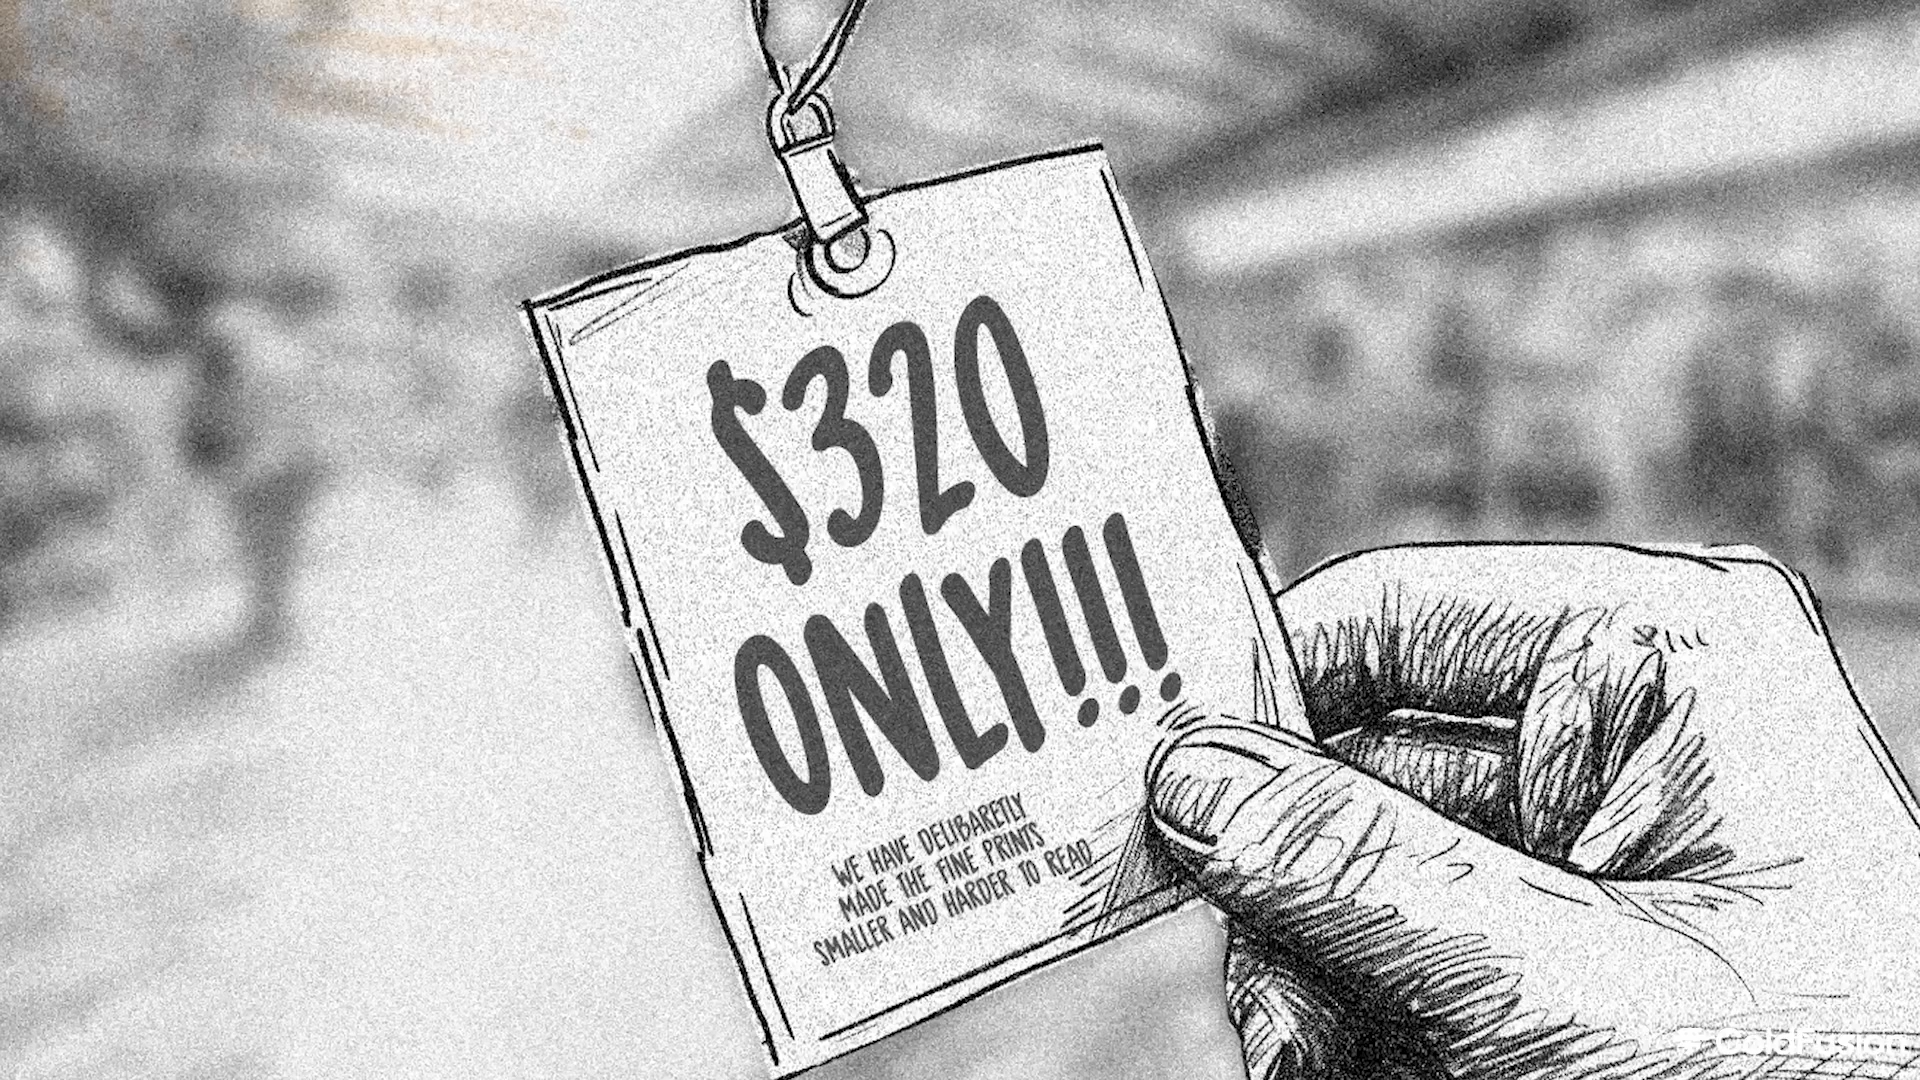 $320
ONLY!!!
WE HAVE DELIBARETLY
MADE THE FINE PRINTS
SMALLER AND HARDER TO READ
ColdFusion